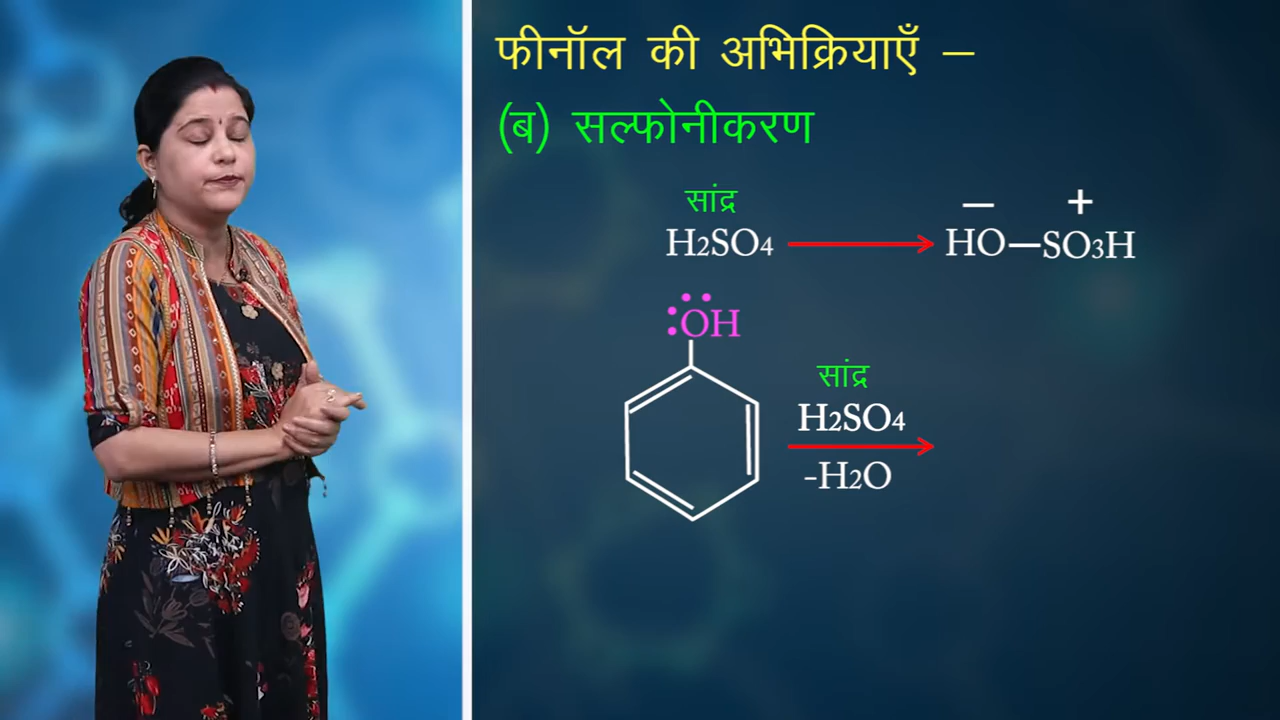 फीनॉल की अभिक्रियाएँ –
(ब) सल्फोनीकरण
सांद्र
H2SO4
– +
HO–SO3H
:ÖH
सांद्र
H2SO4
-H2O